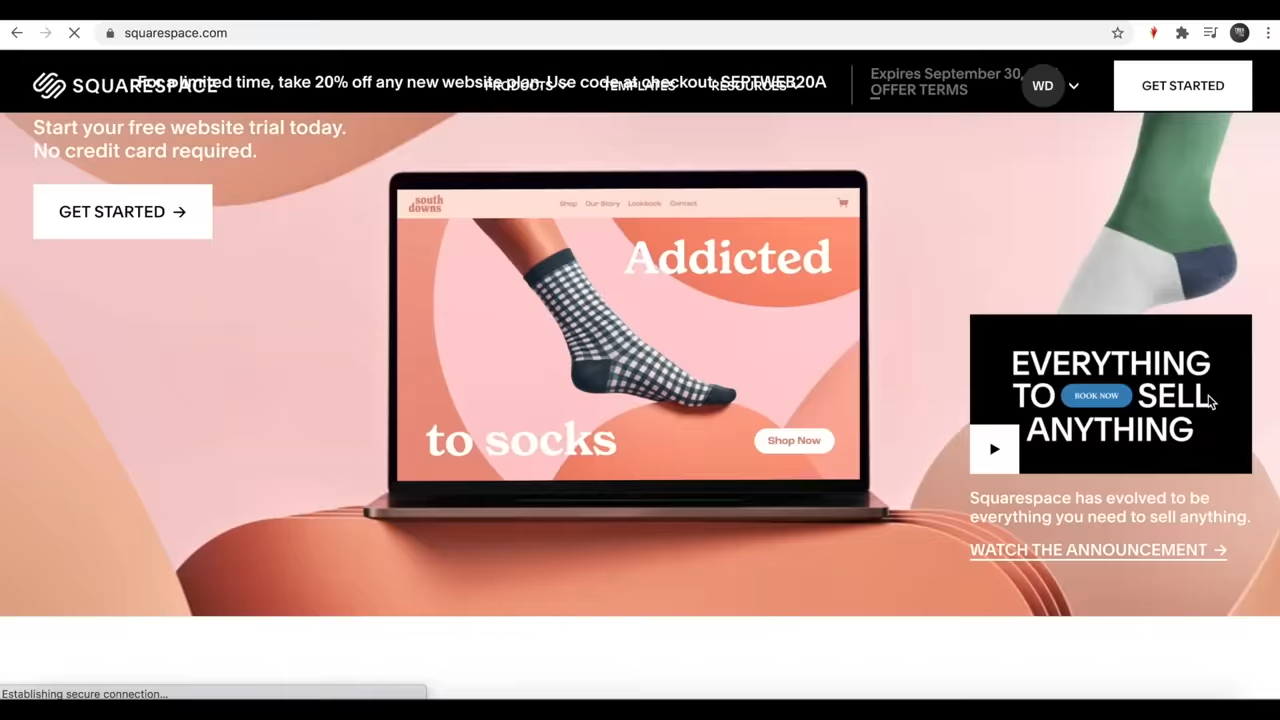 squarespace.com
For a limited time, take 20% off any new website plan. Use code at checkout: SEPTWEB20A
Expires September 30,
OFFER TERMS
SQUARESPACE
PRODUCTS
TEMPLATES
RESOURCES
WD
GET STARTED
Start your free website trial today.
No credit card required.
GET STARTED →
south
downs
Shop
Our Story
Lookbook
Contact
Addicted
to socks
Shop Now
EVERYTHING
TO BOOK NOW SELL
ANYTHING
Squarespace has evolved to be
everything you need to sell anything.
WATCH THE ANNOUNCEMENT →
Establishing secure connection...